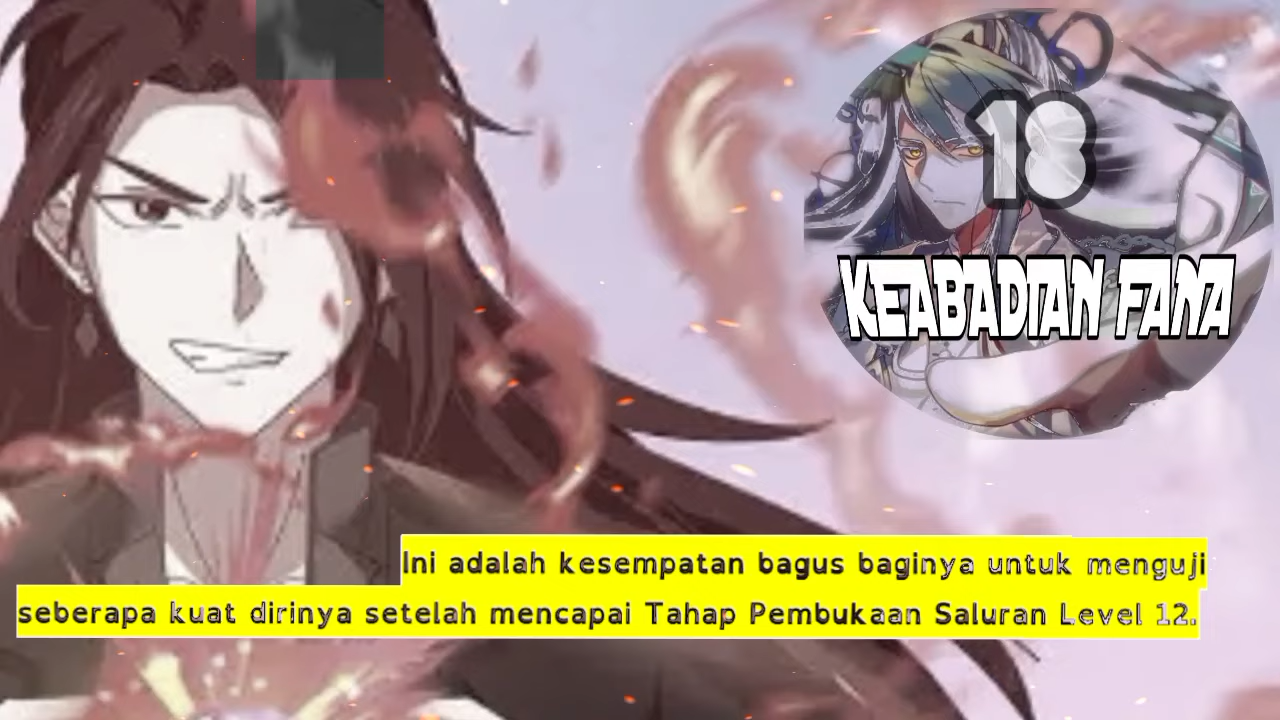 18
KEABADIAN FANA
Ini adalah kesempatan bagus baginya untuk menguji
seberapa kuat dirinya setelah mencapai Tahap Pembukaan Saluran Level 12.